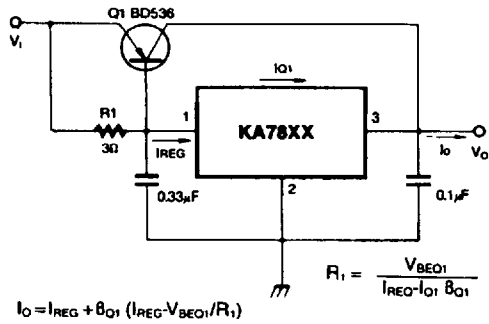 Q1 BD536
VI
IQ1
R1
3Ω
1
IREG
KA78XX
3
IO
VO
2
0.33μF
0.1μF
R1 = VBEQ1 / IREQ-IQ1 βQ1
IO=IREG + βQ1 (IREG-VBEQ1/R1)